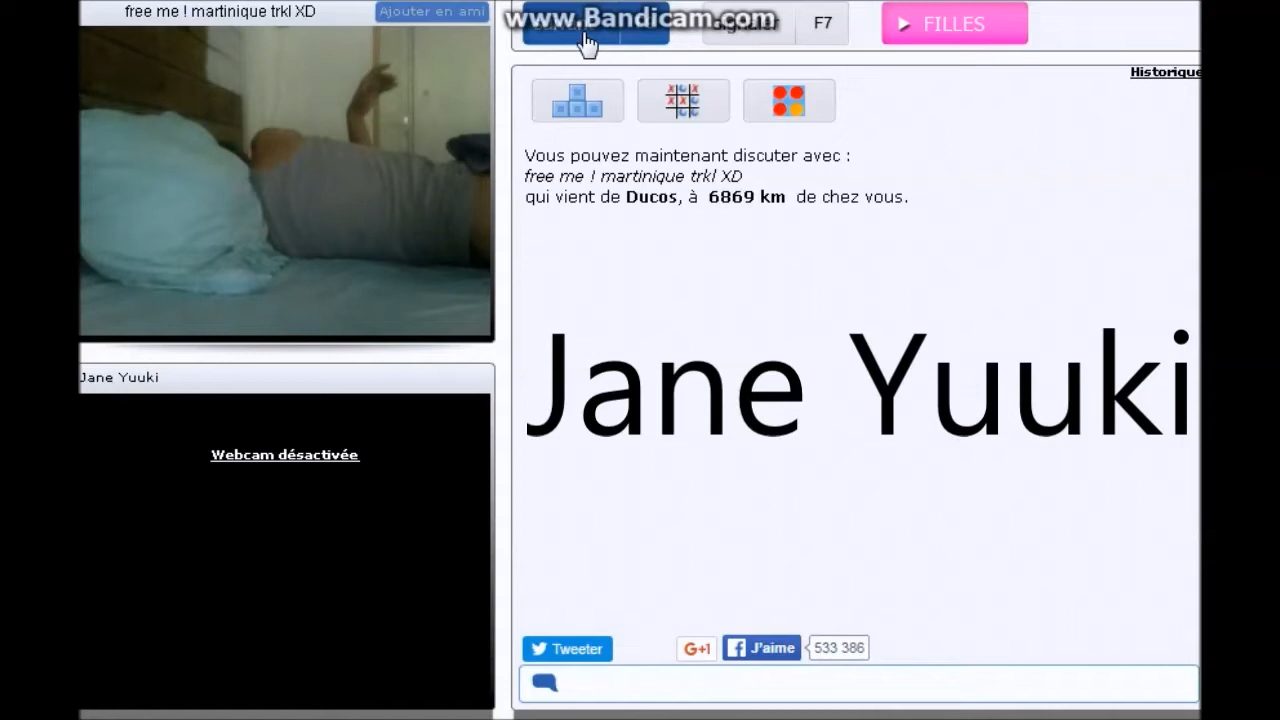 free me ! martinique trkl XD
Ajouter en ami
www.Bandicam.com
F7
FILLES
Historique
Vous pouvez maintenant discuter avec :
free me ! martinique trkl XD
qui vient de Ducos, à 6869 km de chez vous.
Jane Yuuki
Jane Yuuki
Webcam désactivée
Tweeter
G+1
J'aime
533 386